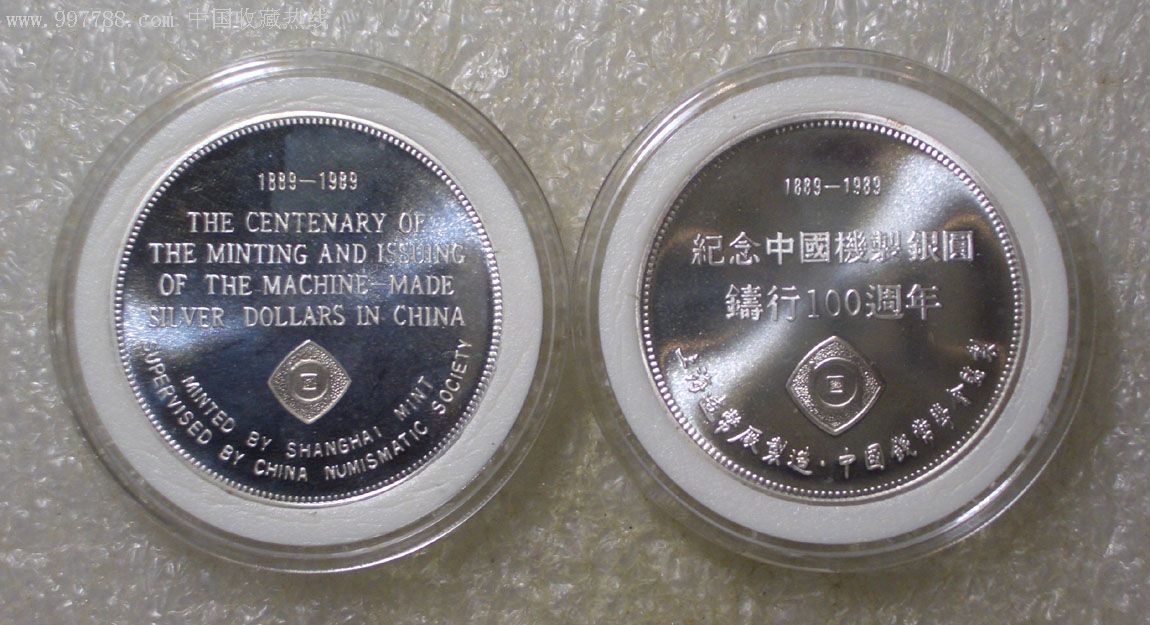 www.997788.com 中国收藏热线
1889-1989
THE CENTENARY OF
THE MINTING AND ISSUING
OF THE MACHINE-MADE
SILVER DOLLARS IN CHINA
MINTED BY SHANGHAI MINT
SUPERVISED BY CHINA NUMISMATIC SOCIETY
1889-1989
紀念中國機製銀圓
鑄行100週年
上海造幣廠製造·中國錢幣學會監製